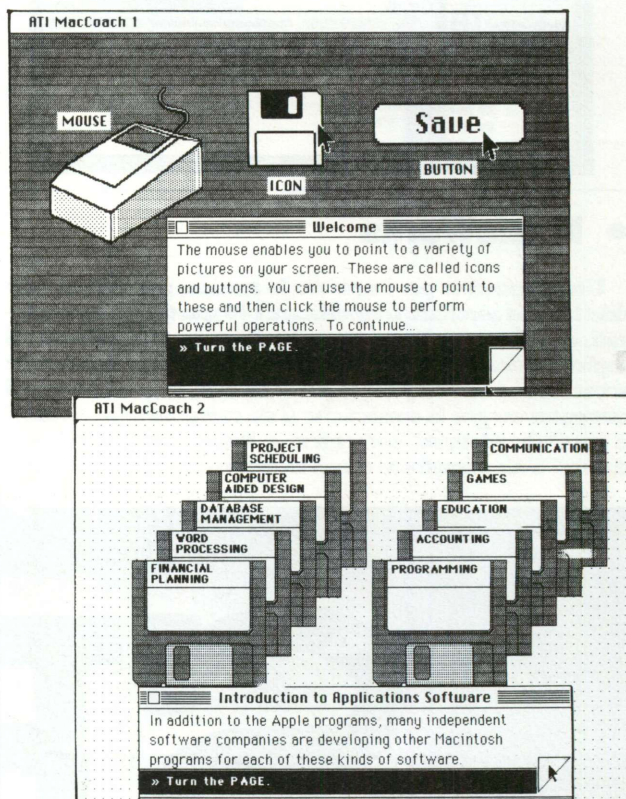 ATI MacCoach 1
MOUSE
ICON
Save
BUTTON
Welcome
The mouse enables you to point to a variety of
pictures on your screen. These are called icons
and buttons. You can use the mouse to point to
these and then click the mouse to perform
powerful operations. To continue...
» Turn the PAGE.
ATI MacCoach 2
PROJECT
SCHEDULING
COMPUTER
AIDED DESIGN
DATABASE
MANAGEMENT
WORD
PROCESSING
FINANCIAL
PLANNING
COMMUNICATION
GAMES
EDUCATION
ACCOUNTING
PROGRAMMING
Introduction to Applications Software
In addition to the Apple programs, many independent
software companies are developing other Macintosh
programs for each of these kinds of software.
» Turn the PAGE.